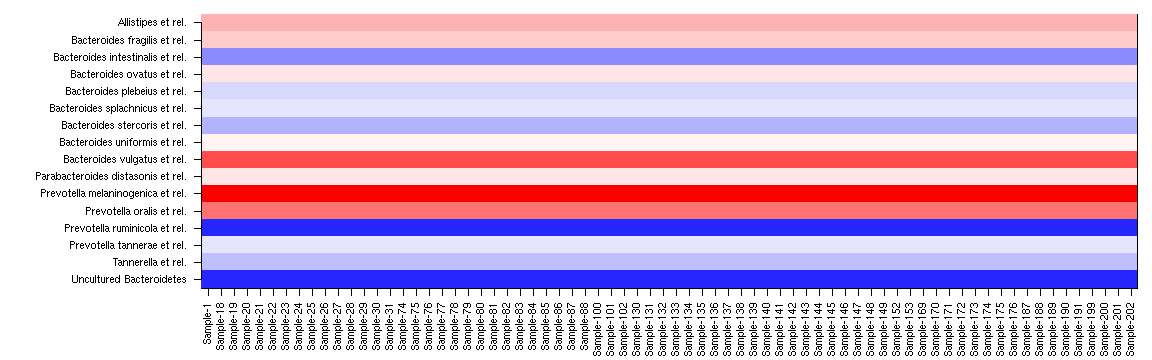 Allistipes et rel.
Bacteroides fragilis et rel.
Bacteroides intestinalis et rel.
Bacteroides ovatus et rel.
Bacteroides plebeius et rel.
Bacteroides splachnicus et rel.
Bacteroides stercoris et rel.
Bacteroides uniformis et rel.
Bacteroides vulgatus et rel.
Parabacteroides distasonis et rel.
Prevotella melaninogenica et rel.
Prevotella oralis et rel.
Prevotella ruminicola et rel.
Prevotella tannerae et rel.
Tannerella et rel.
Uncultured Bacteroidetes
Sample-1
Sample-18
Sample-19
Sample-20
Sample-21
Sample-22
Sample-23
Sample-24
Sample-25
Sample-26
Sample-27
Sample-28
Sample-29
Sample-30
Sample-31
Sample-74
Sample-75
Sample-76
Sample-77
Sample-78
Sample-79
Sample-80
Sample-81
Sample-82
Sample-83
Sample-84
Sample-85
Sample-86
Sample-87
Sample-88
Sample-100
Sample-101
Sample-102
Sample-130
Sample-131
Sample-132
Sample-133
Sample-134
Sample-135
Sample-136
Sample-137
Sample-138
Sample-139
Sample-140
Sample-141
Sample-142
Sample-143
Sample-144
Sample-145
Sample-146
Sample-147
Sample-148
Sample-149
Sample-152
Sample-153
Sample-169
Sample-170
Sample-171
Sample-172
Sample-173
Sample-174
Sample-175
Sample-176
Sample-187
Sample-188
Sample-189
Sample-190
Sample-191
Sample-199
Sample-200
Sample-201
Sample-202